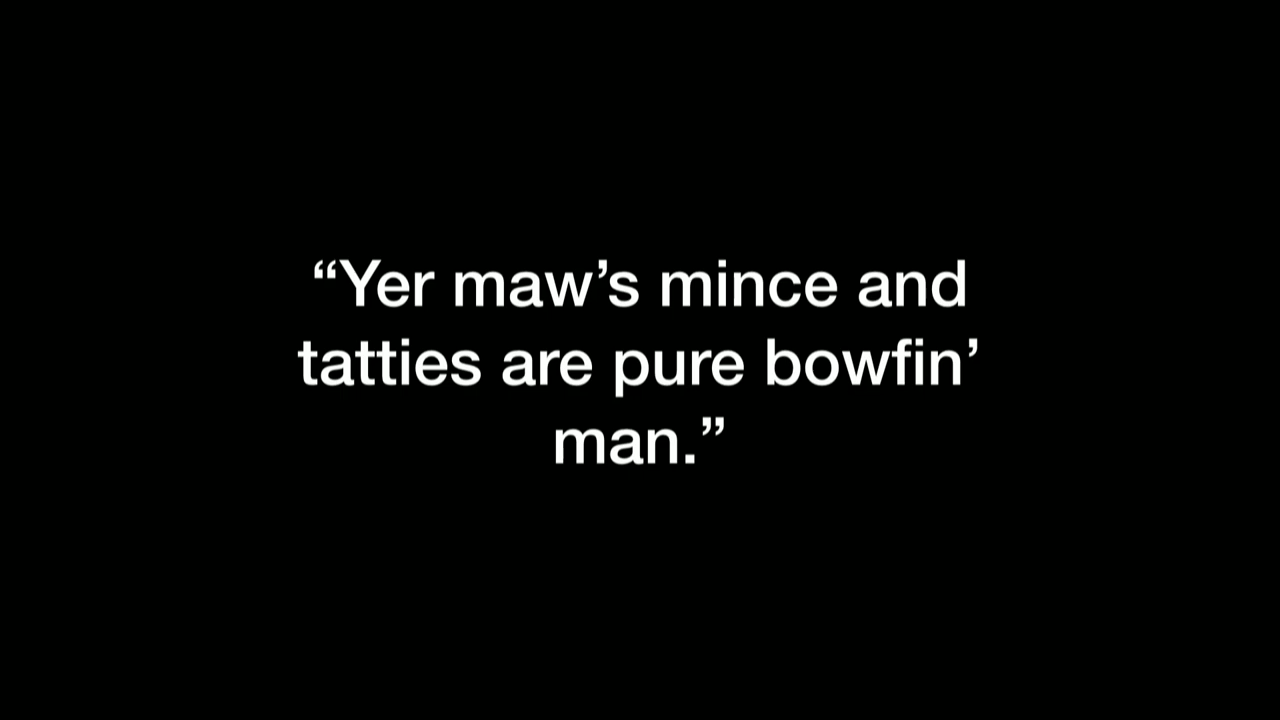 “Yer maw’s mince and
tatties are pure bowfin’
man.”